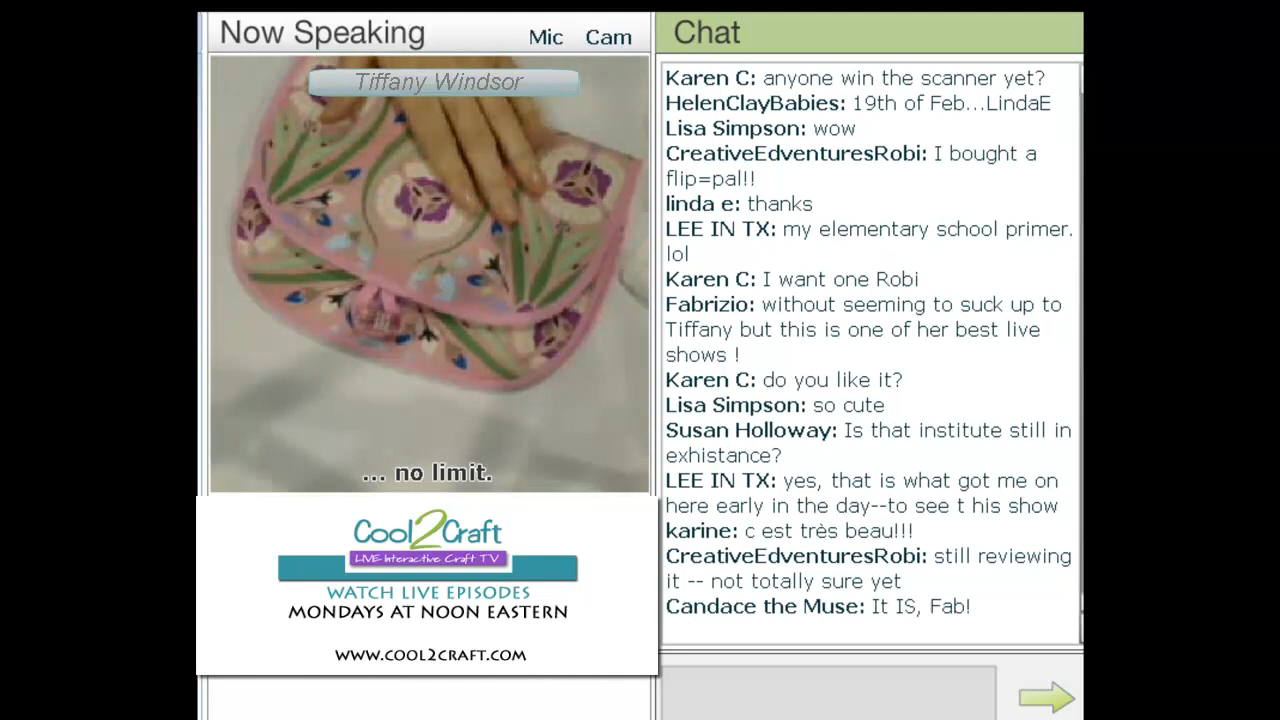 Now Speaking
Mic Cam
Tiffany Windsor
... no limit.
Cool2Craft
LIVE Interactive Craft TV
WATCH LIVE EPISODES
MONDAYS AT NOON EASTERN
WWW.COOL2CRAFT.COM
Chat
Karen C: anyone win the scanner yet?
HelenClayBabies: 19th of Feb...LindaE
Lisa Simpson: wow
CreativeEdventuresRobi: I bought a
flip=pal!!
linda e: thanks
LEE IN TX: my elementary school primer.
lol
Karen C: I want one Robi
Fabrizio: without seeming to suck up to
Tiffany but this is one of her best live
shows !
Karen C: do you like it?
Lisa Simpson: so cute
Susan Holloway: Is that institute still in
exhistance?
LEE IN TX: yes, that is what got me on
here early in the day--to see t his show
karine: c est très beau!!!
CreativeEdventuresRobi: still reviewing
it -- not totally sure yet
Candace the Muse: It IS, Fab!